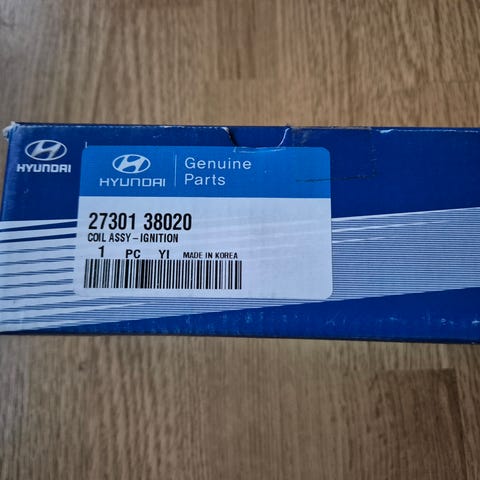 HYUNDAI
HYUNDAI
Genuine
Parts
27301 38020
COIL ASSY-IGNITION
1 PC YI MADE IN KOREA